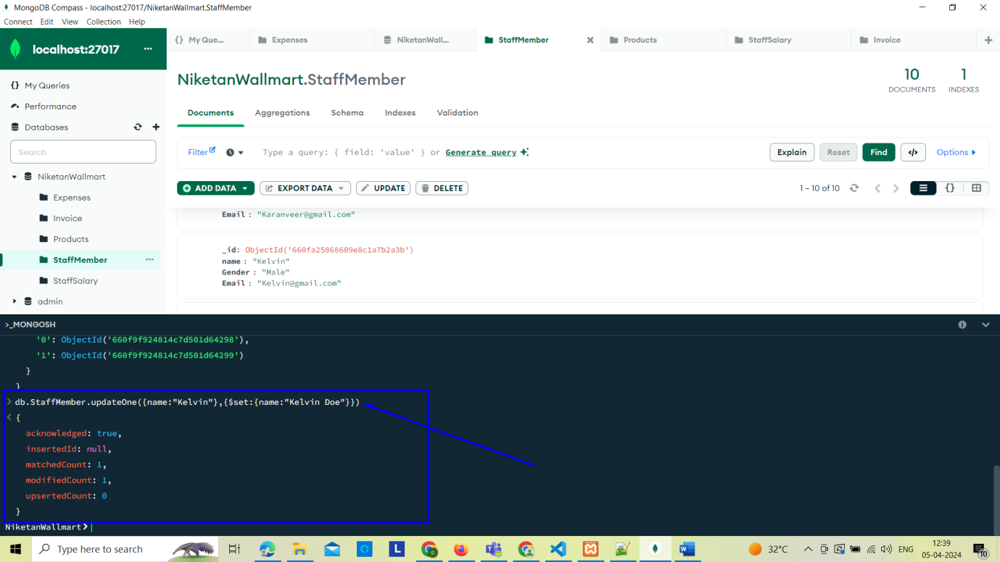 MongoDB Compass - localhost:27017/NiketanWallmart.StaffMember
Connect Edit View Collection Help
localhost:27017 ...
{} My Que... Expenses NiketanWall... StaffMember Products StaffSalary Invoice
{} My Queries
Performance
Databases
Search
NiketanWallmart
Expenses
Invoice
Products
StaffMember ...
StaffSalary
admin
NiketanWallmart.StaffMember
10 1
DOCUMENTS INDEXES
Documents Aggregations Schema Indexes Validation
Filter Type a query: { field: 'value' } or Generate query Explain Reset Find </> Options
ADD DATA EXPORT DATA UPDATE DELETE 1 – 10 of 10 {}
Email : "Karanveer@gmail.com"
_id: ObjectId('660fa25068609e8c1a7b2a3b')
name : "Kelvin"
Gender : "Male"
Email : "Kelvin@gmail.com"
>_MONGOSH
'0': ObjectId('660f9f924814c7d501d64298'),
'1': ObjectId('660f9f924814c7d501d64299')
}
}
> db.StaffMember.updateOne({name:"Kelvin"},{$set:{name:"Kelvin Doe"}})
< {
acknowledged: true,
insertedId: null,
matchedCount: 1,
modifiedCount: 1,
upsertedCount: 0
}
NiketanWallmart>
Type here to search L 32°C ENG 12:39
05-04-2024 10